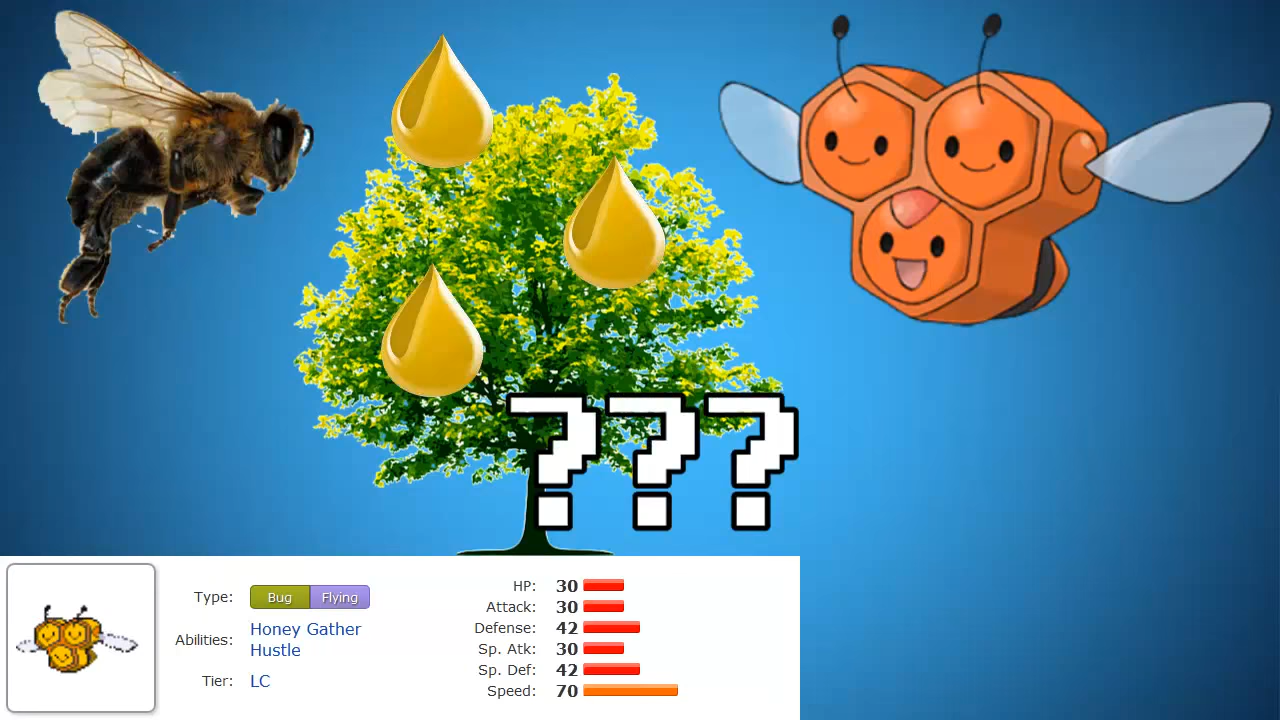 ???
Type: Bug Flying
Abilities: Honey Gather
Hustle
Tier: LC
HP: 30
Attack: 30
Defense: 42
Sp. Atk: 30
Sp. Def: 42
Speed: 70